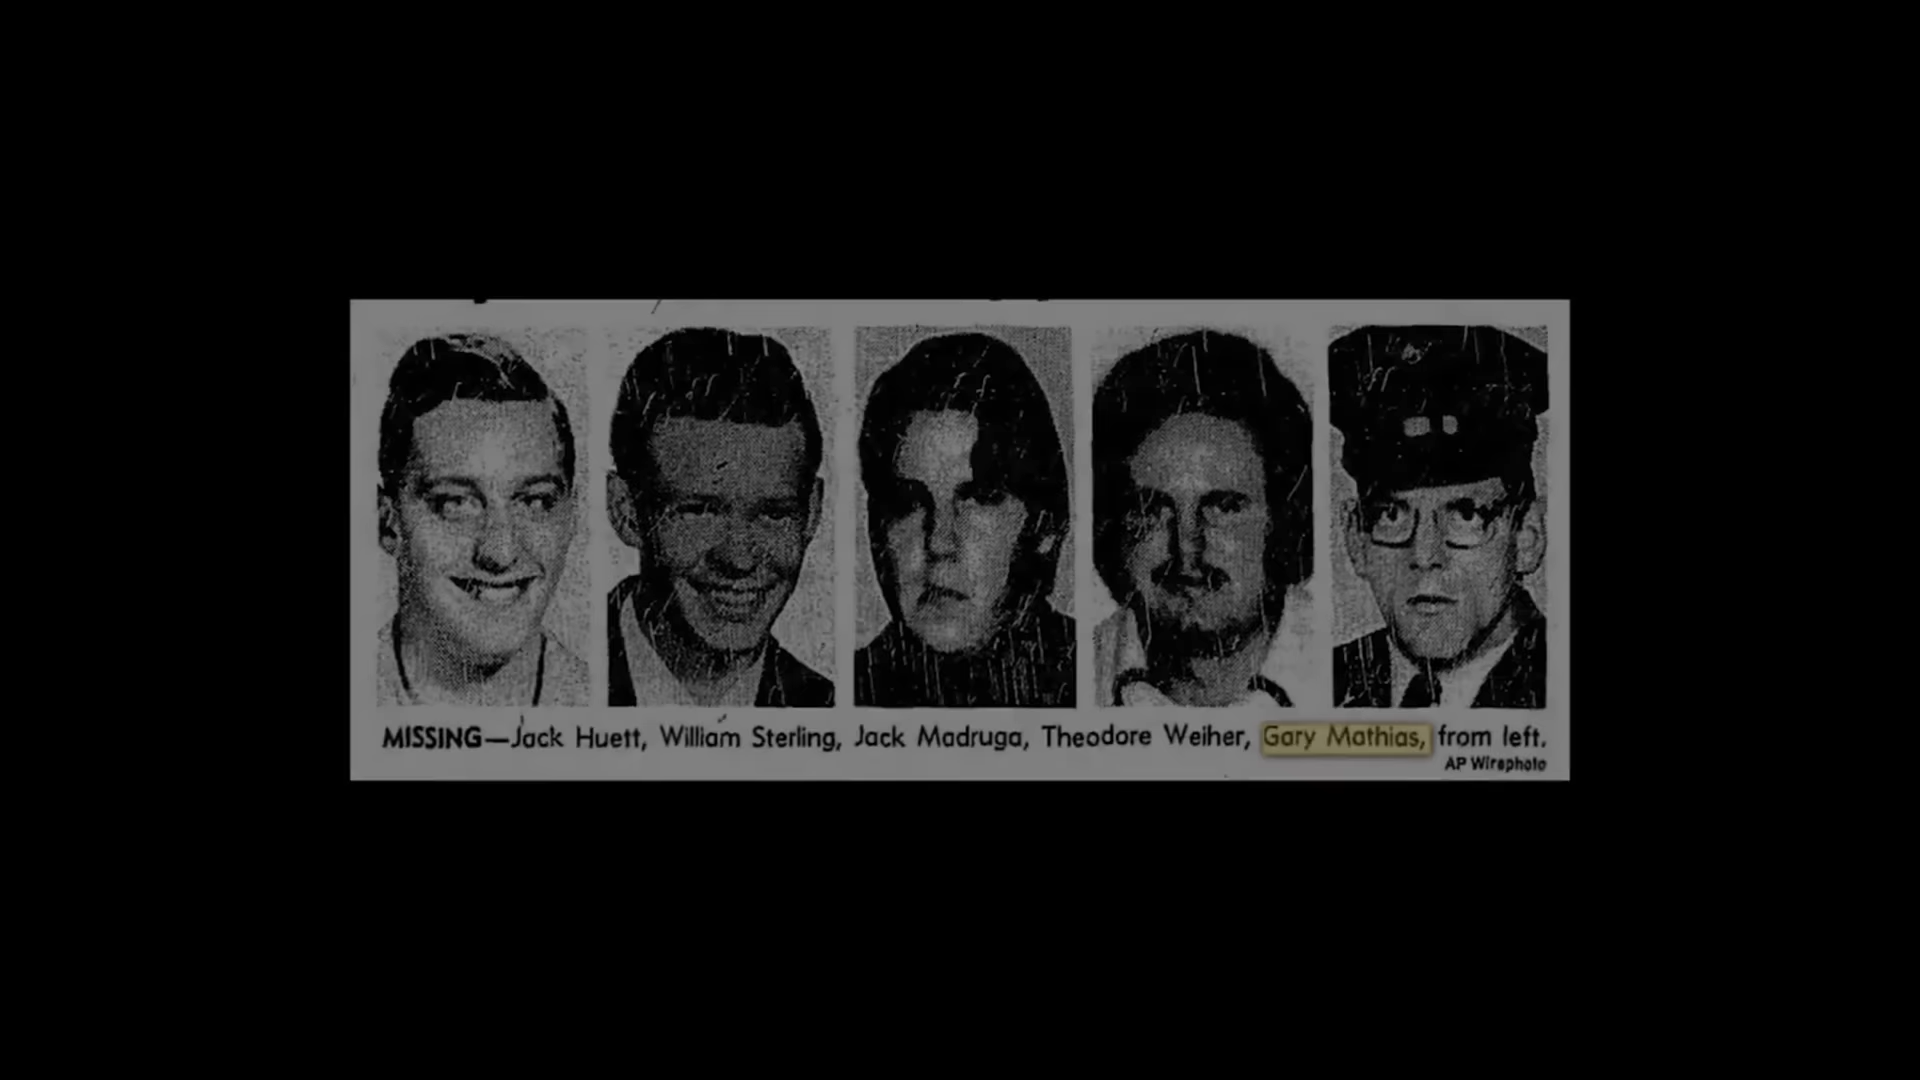 MISSING—Jack Huett, William Sterling, Jack Madruga, Theodore Weiher, Gary Mathias, from left.
AP Wirephoto